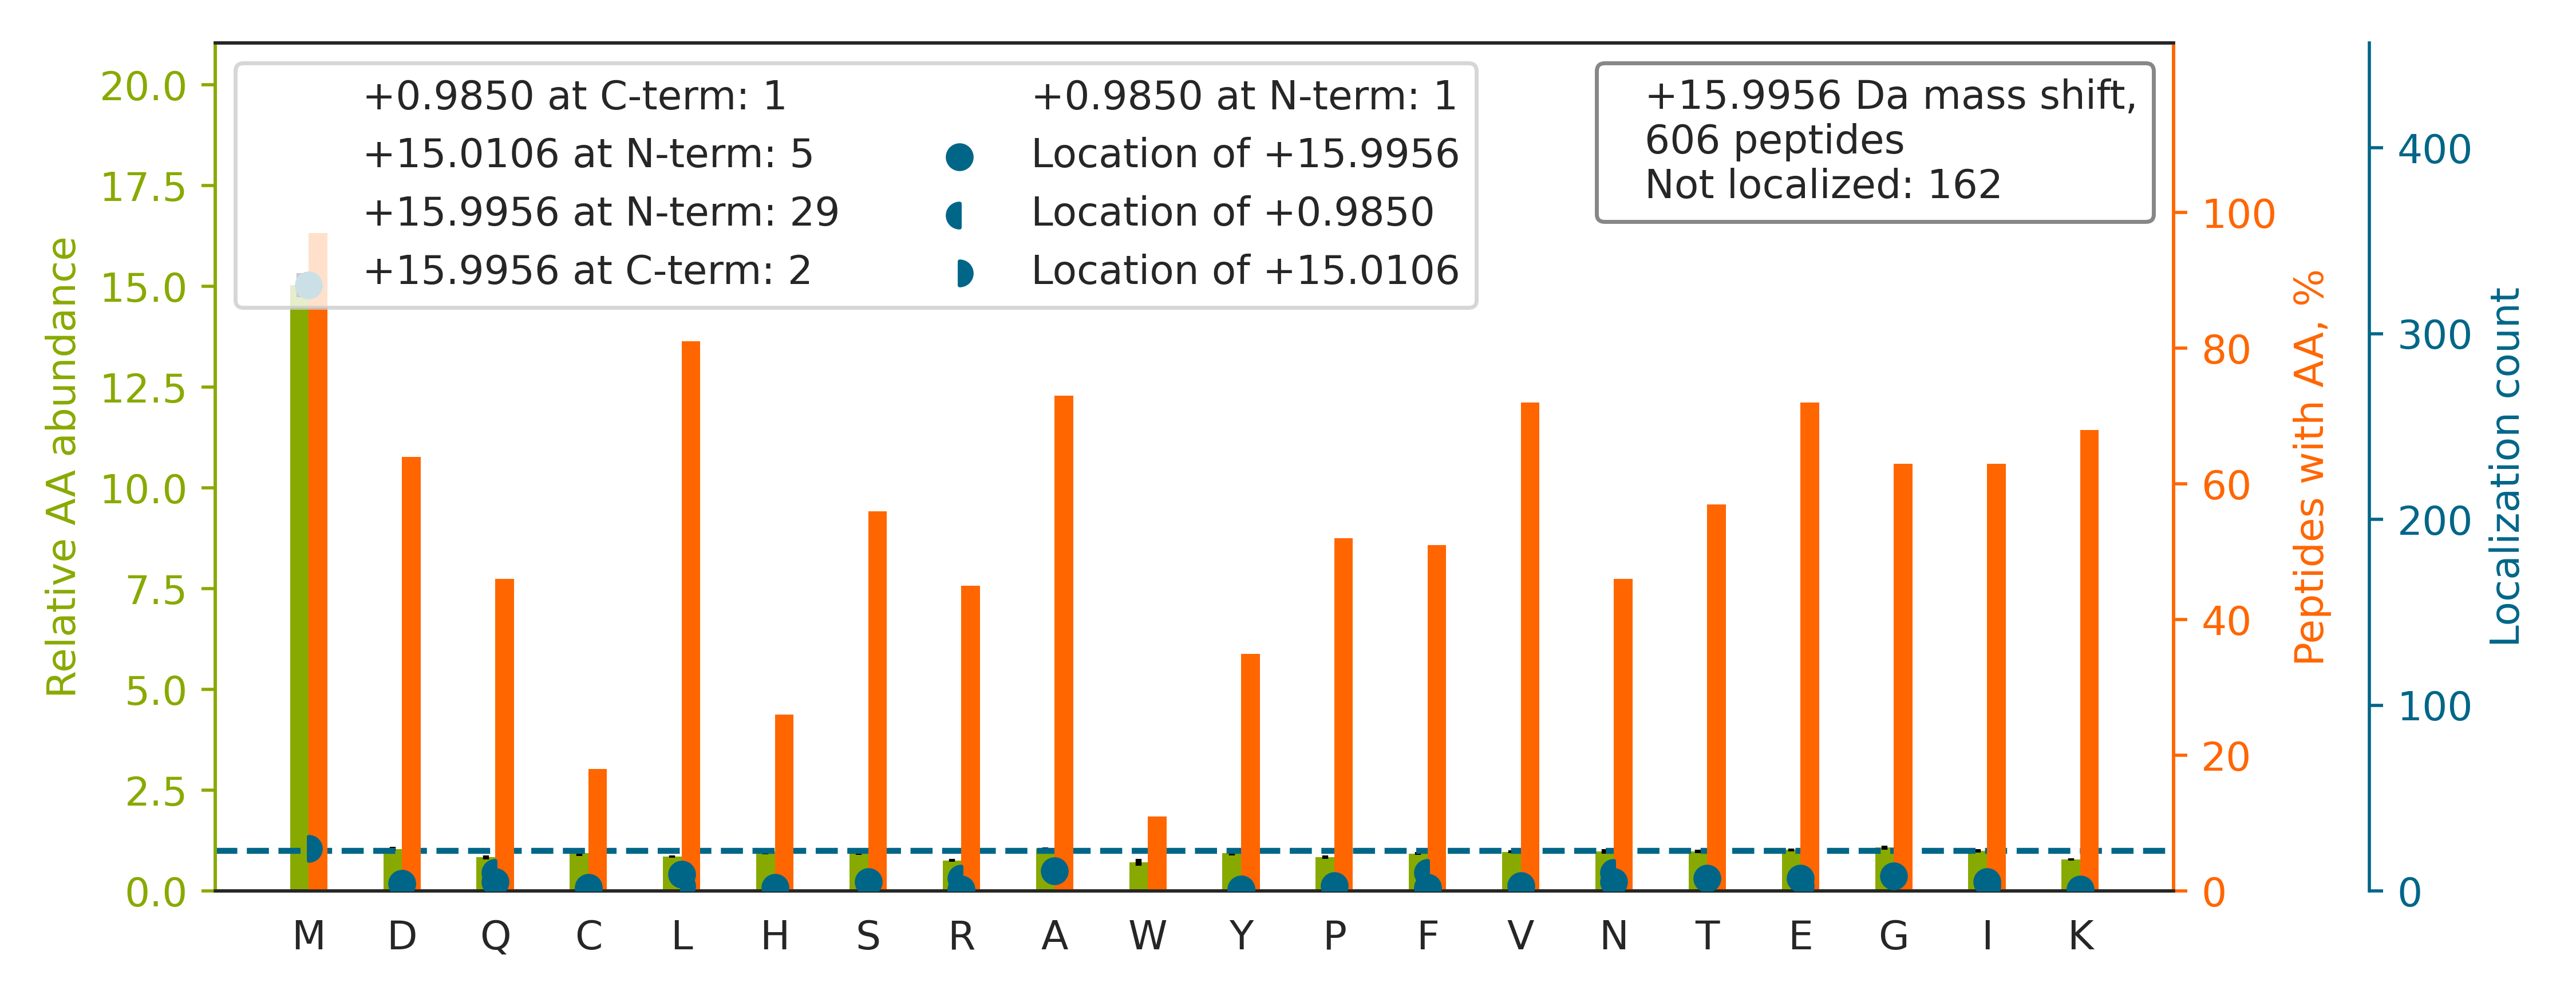 +0.9850 at C-term: 1
+15.0106 at N-term: 5
+15.9956 at N-term: 29
+15.9956 at C-term: 2
+0.9850 at N-term: 1
Location of +15.9956
Location of +0.9850
Location of +15.0106
+15.9956 Da mass shift,
606 peptides
Not localized: 162
Relative AA abundance
20.0
17.5
15.0
12.5
10.0
7.5
5.0
2.5
0.0
M D Q C L H S R A W Y P F V N T E G I K
100
80
60
40
20
0
Peptides with AA, %
400
300
200
100
0
Localization count